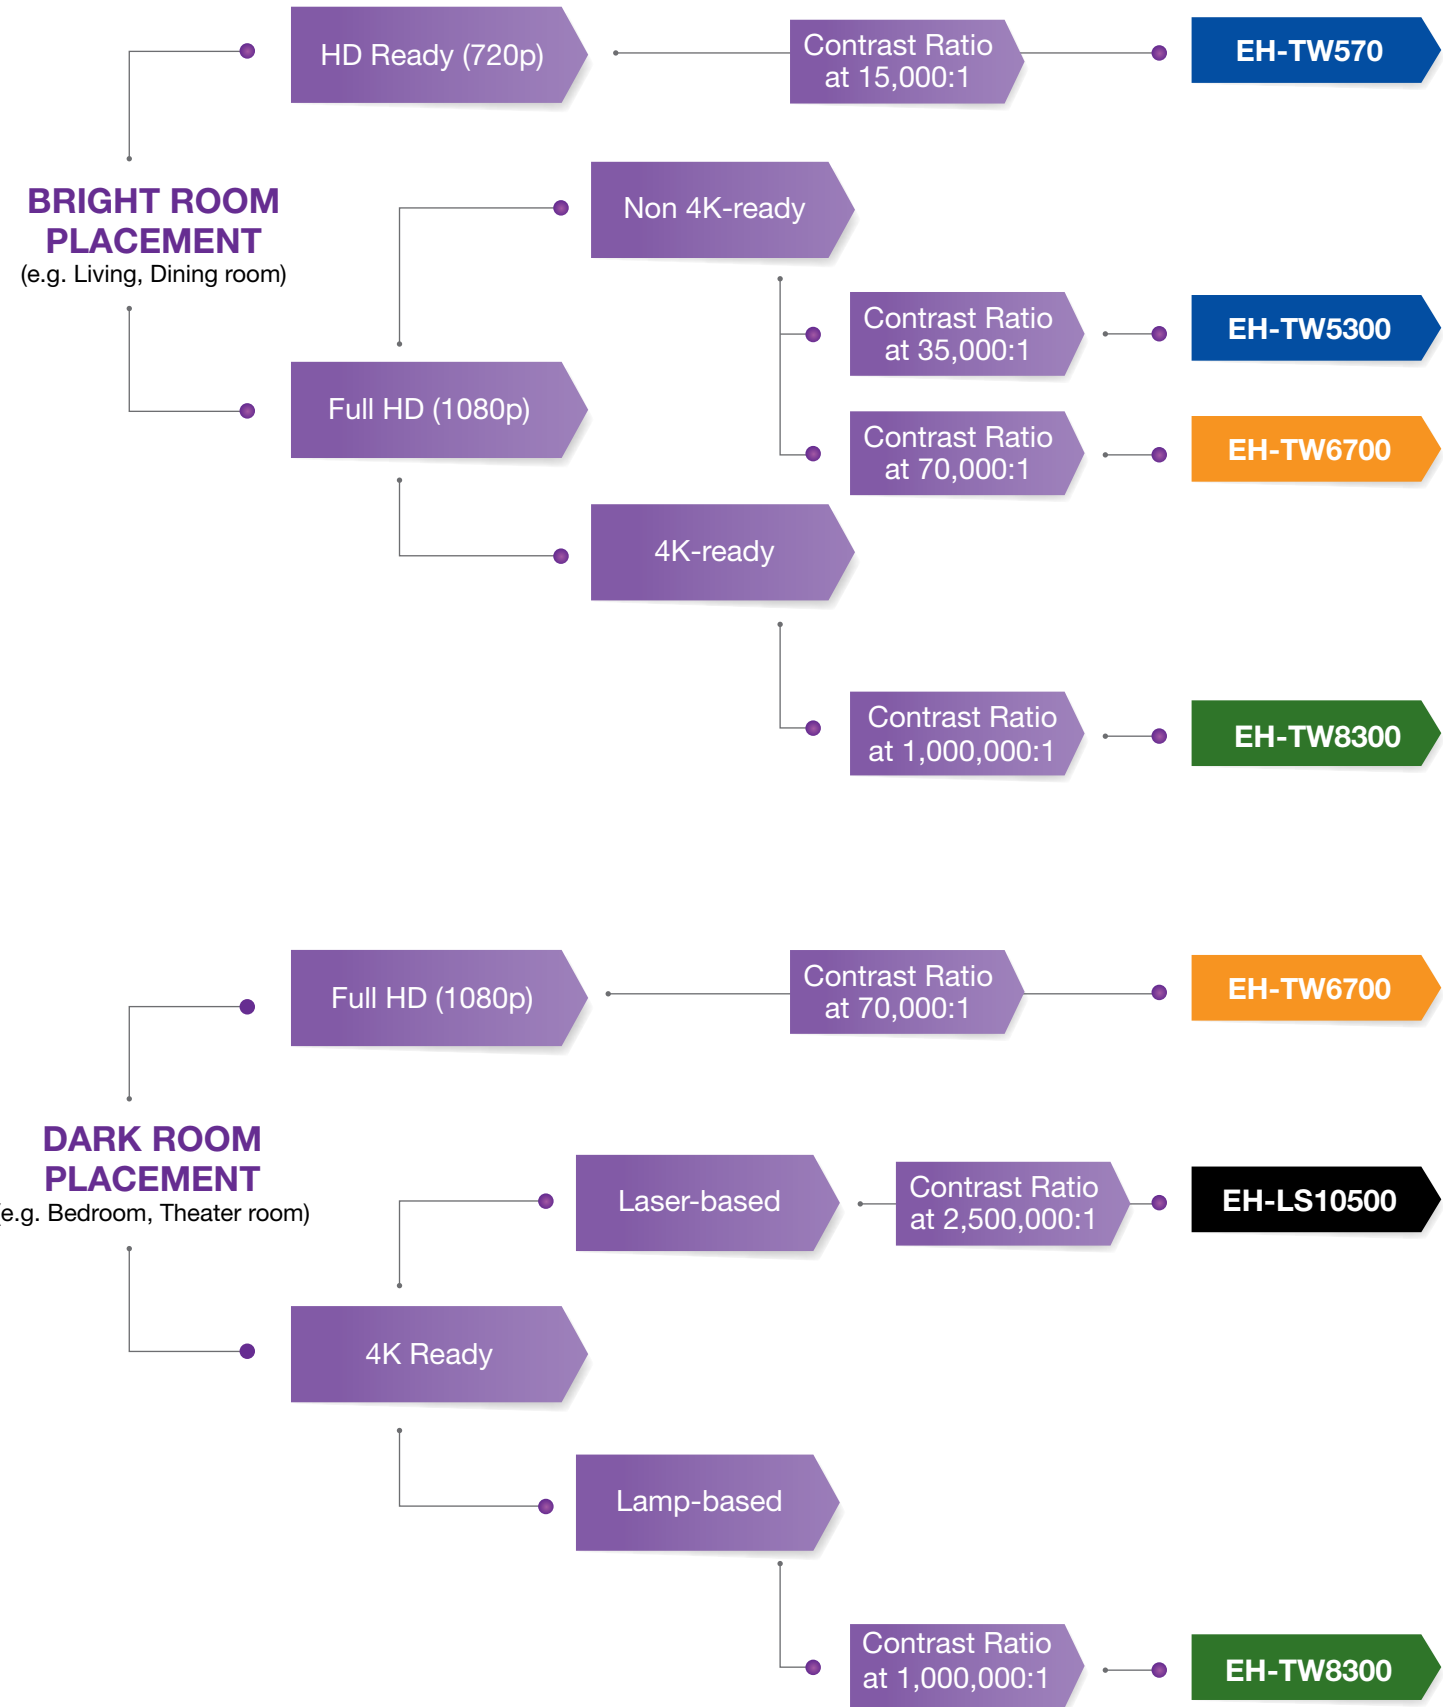 HD Ready (720p)
Contrast Ratio
at 15,000:1
EH-TW570
BRIGHT ROOM
PLACEMENT
(e.g. Living, Dining room)
Non 4K-ready
Contrast Ratio
at 35,000:1
EH-TW5300
Full HD (1080p)
Contrast Ratio
at 70,000:1
EH-TW6700
4K-ready
Contrast Ratio
at 1,000,000:1
EH-TW8300
Full HD (1080p)
Contrast Ratio
at 70,000:1
EH-TW6700
DARK ROOM
PLACEMENT
(e.g. Bedroom, Theater room)
Laser-based
Contrast Ratio
at 2,500,000:1
EH-LS10500
4K Ready
Lamp-based
Contrast Ratio
at 1,000,000:1
EH-TW8300